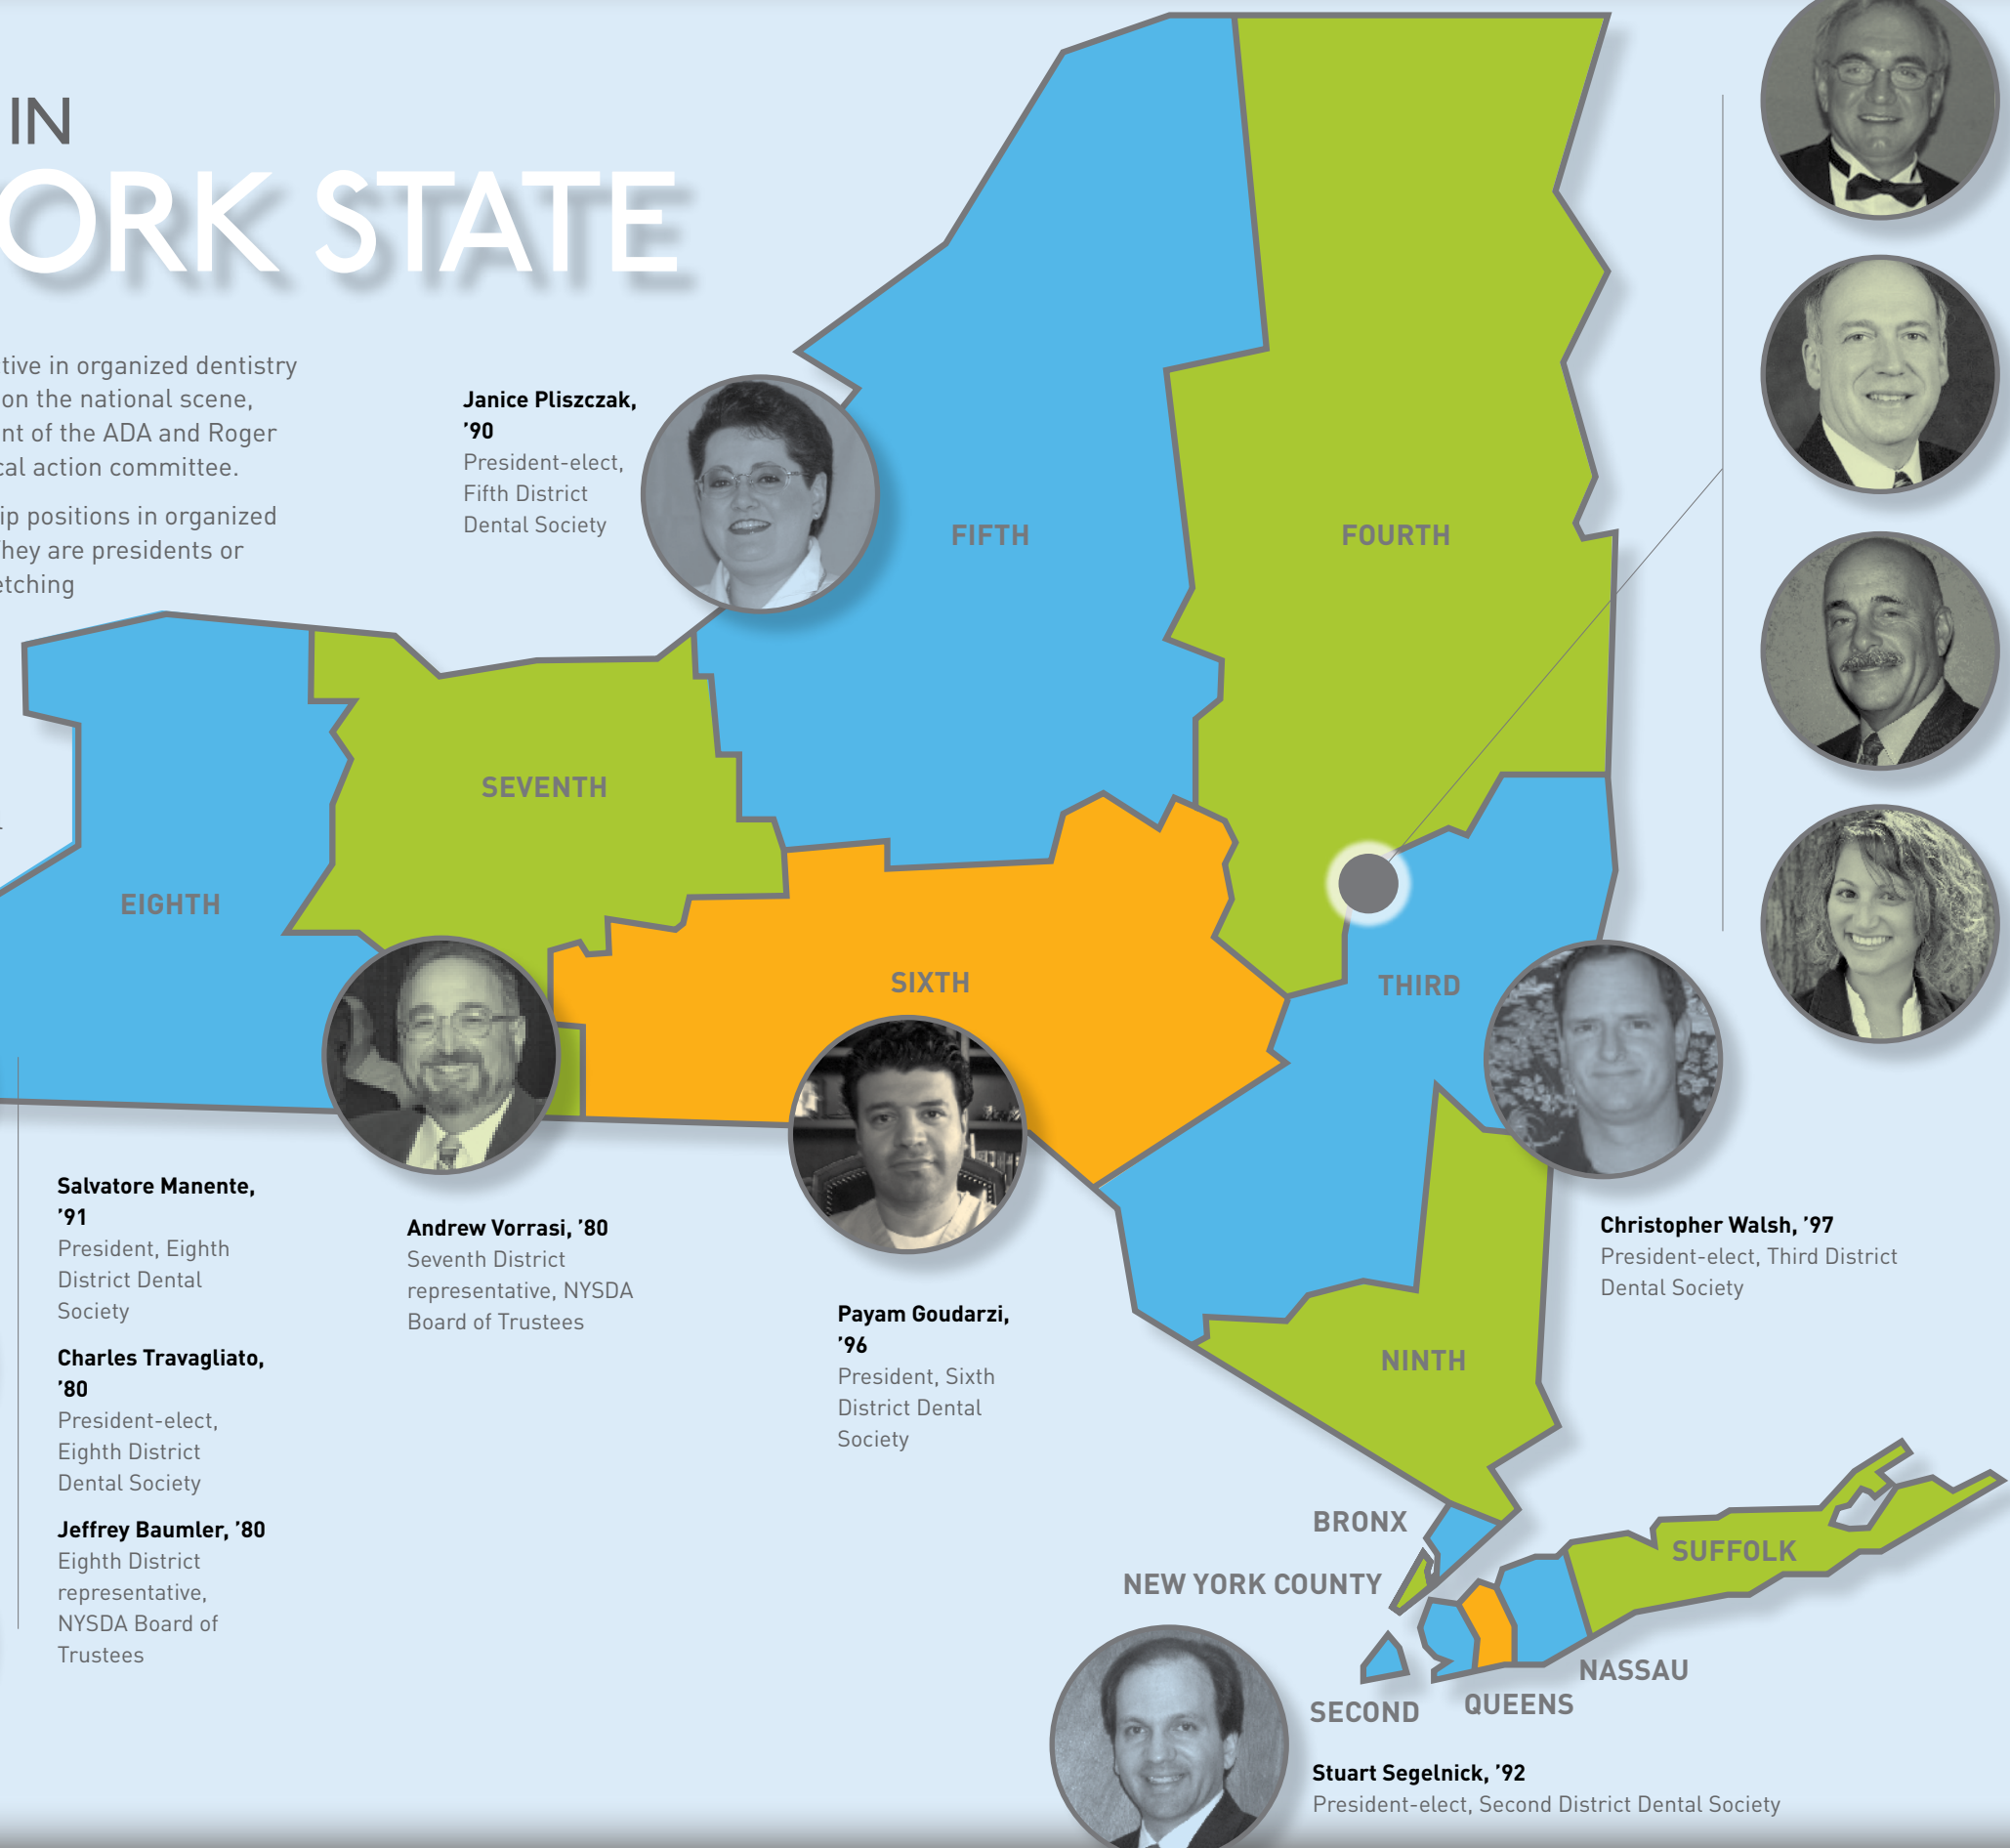 IN
ORK STATE
tive in organized dentistry
on the national scene,
nt of the ADA and Roger
cal action committee.
ip positions in organized
They are presidents or
etching
Janice Pliszczak,
’90
President-elect,
Fifth District
Dental Society
FIFTH
FOURTH
SEVENTH
EIGHTH
SIXTH
THIRD
Salvatore Manente,
’91
President, Eighth
District Dental
Society
Charles Travagliato,
’80
President-elect,
Eighth District
Dental Society
Jeffrey Baumler, ’80
Eighth District
representative,
NYSDA Board of
Trustees
Andrew Vorrasi, ’80
Seventh District
representative, NYSDA
Board of Trustees
Payam Goudarzi,
’96
President, Sixth
District Dental
Society
Christopher Walsh, ’97
President-elect, Third District
Dental Society
NINTH
BRONX
NEW YORK COUNTY
SUFFOLK
NASSAU
QUEENS
SECOND
Stuart Segelnick, ’92
President-elect, Second District Dental Society